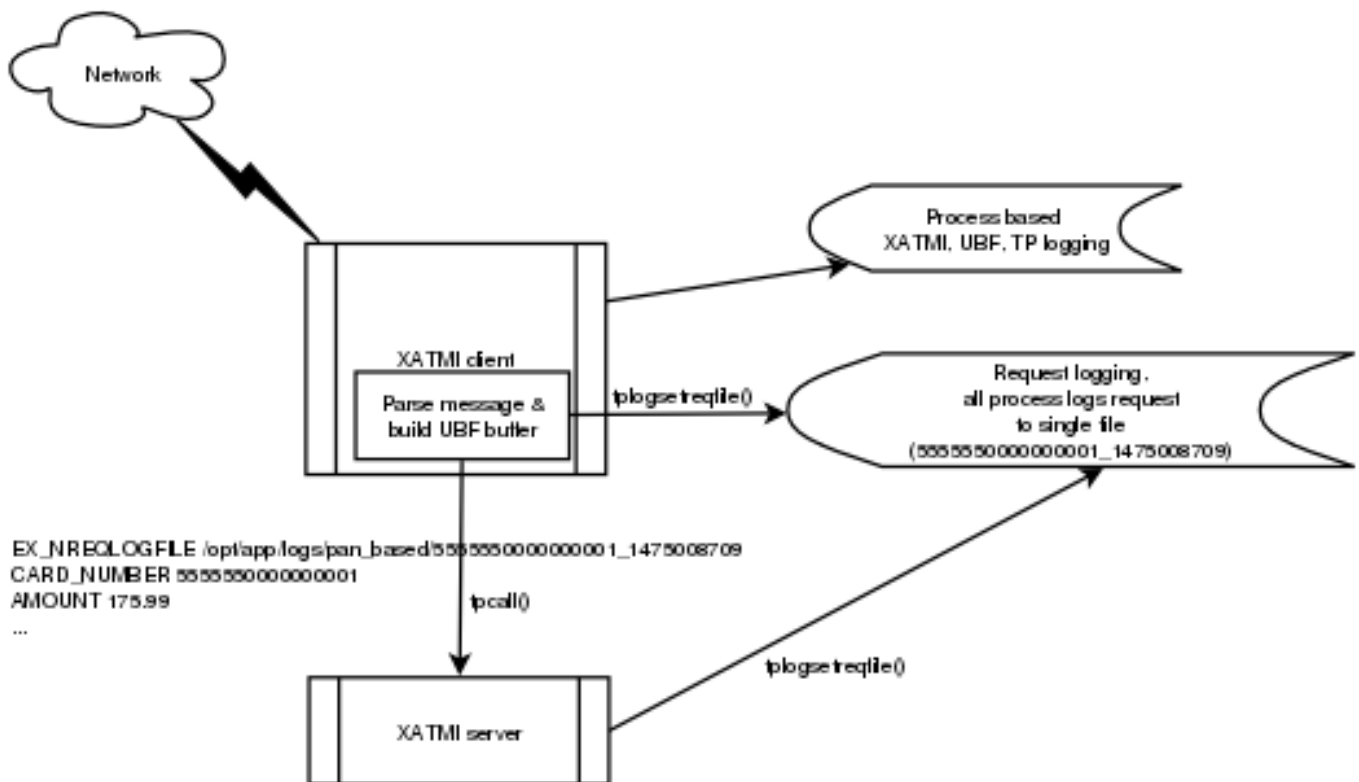 Network
Process based
XATMI, UBF, TP logging
XATMI client
Parse message &
build UBF buffer
tplogsetreqfile()
Request logging,
all process logs request
to single file
(5555550000000001_1475008709)
EX_NREQLOGFILE /opt/app/logs/pan_based/5555550000000001_1475008709
CARD_NUMBER 5555550000000001
AMOUNT 175.99
...
tpcall()
tplogsetreqfile()
XATMI server